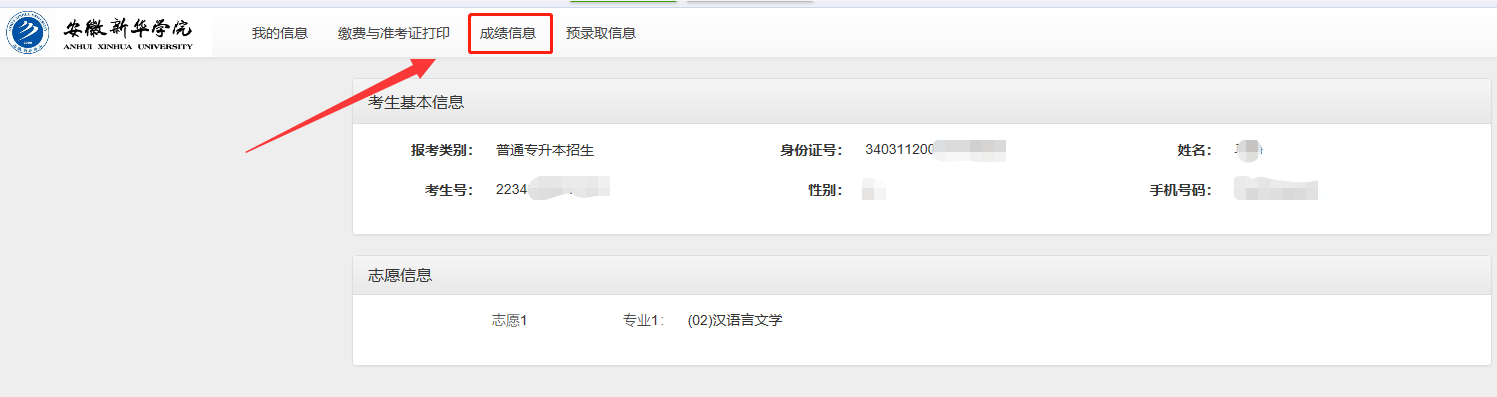 安徽新华学院
ANHUI XINHUA UNIVERSITY
我的信息 缴费与准考证打印 成绩信息 预录取信息
考生基本信息
报考类别： 普通专升本招生 身份证号： 340311200 姓名：
考生号： 2234 性别： 手机号码：
志愿信息
志愿1 专业1： (02)汉语言文学